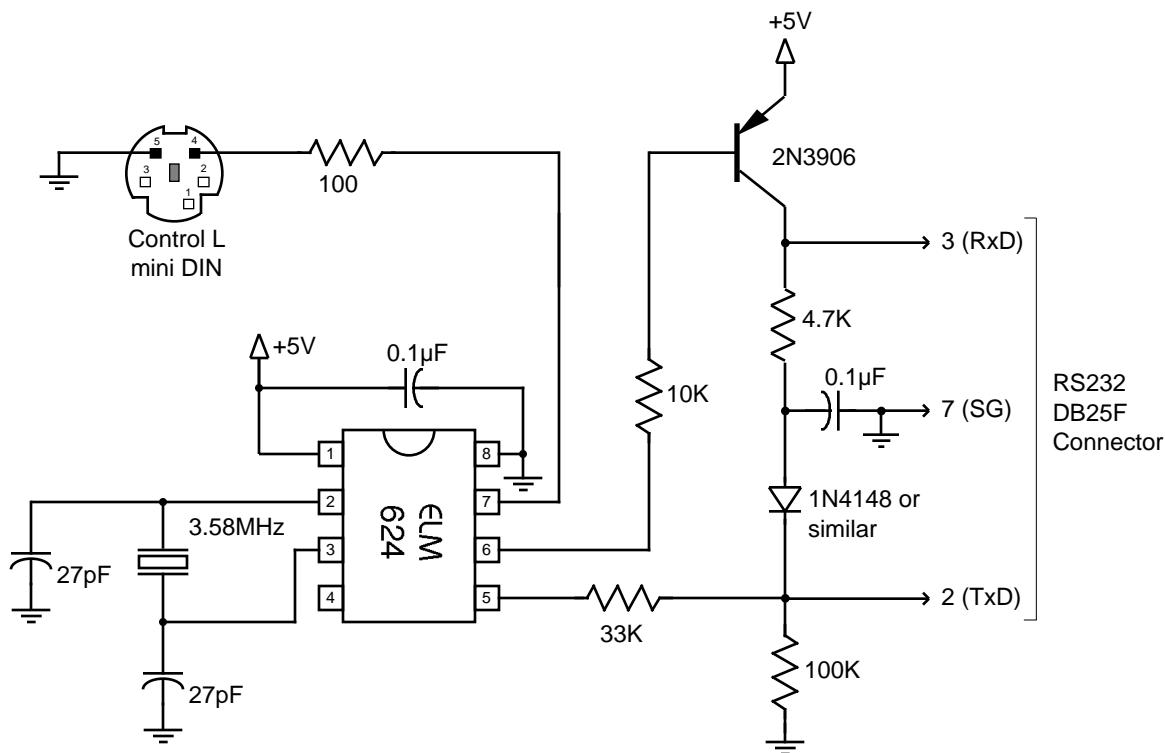 +5V
5
4
3
2
1
100
2N3906
Control L
mini DIN
3 (RxD)
4.7K
+5V
0.1µF
10K
0.1µF
7 (SG)
RS232
DB25F
Connector
1
8
2
7
3.58MHz
ELM
624
1N4148 or
similar
3
6
27pF
4
5
33K
2 (TxD)
100K
27pF